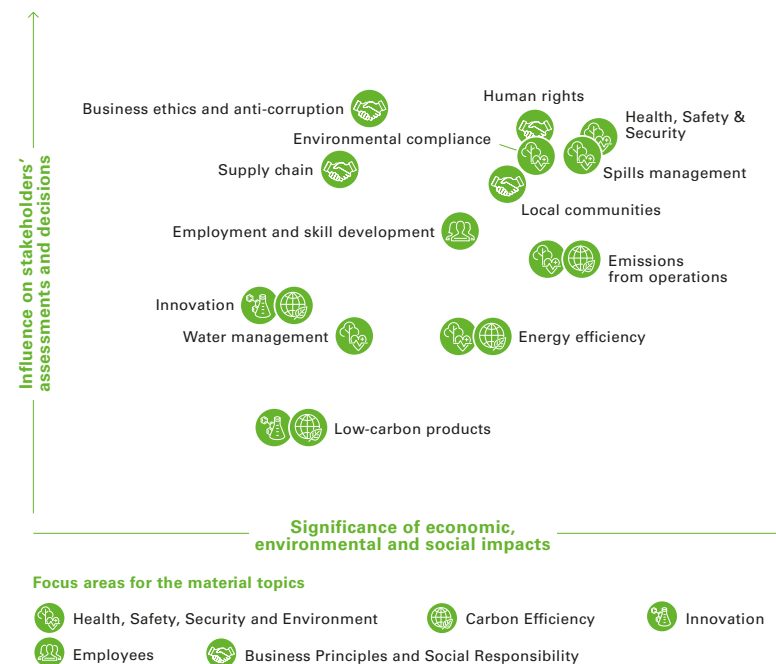 Human rights
Business ethics and anti-corruption
Health, Safety &
Security
Environmental compliance
Supply chain
Spills management
Local communities
Employment and skill development
Emissions
from operations
Innovation
Water management
Energy efficiency
Low-carbon products
Influence on stakeholders’
assessments and decisions
Significance of economic,
environmental and social impacts
Focus areas for the material topics
Health, Safety, Security and Environment
Carbon Efficiency
Innovation
Employees
Business Principles and Social Responsibility